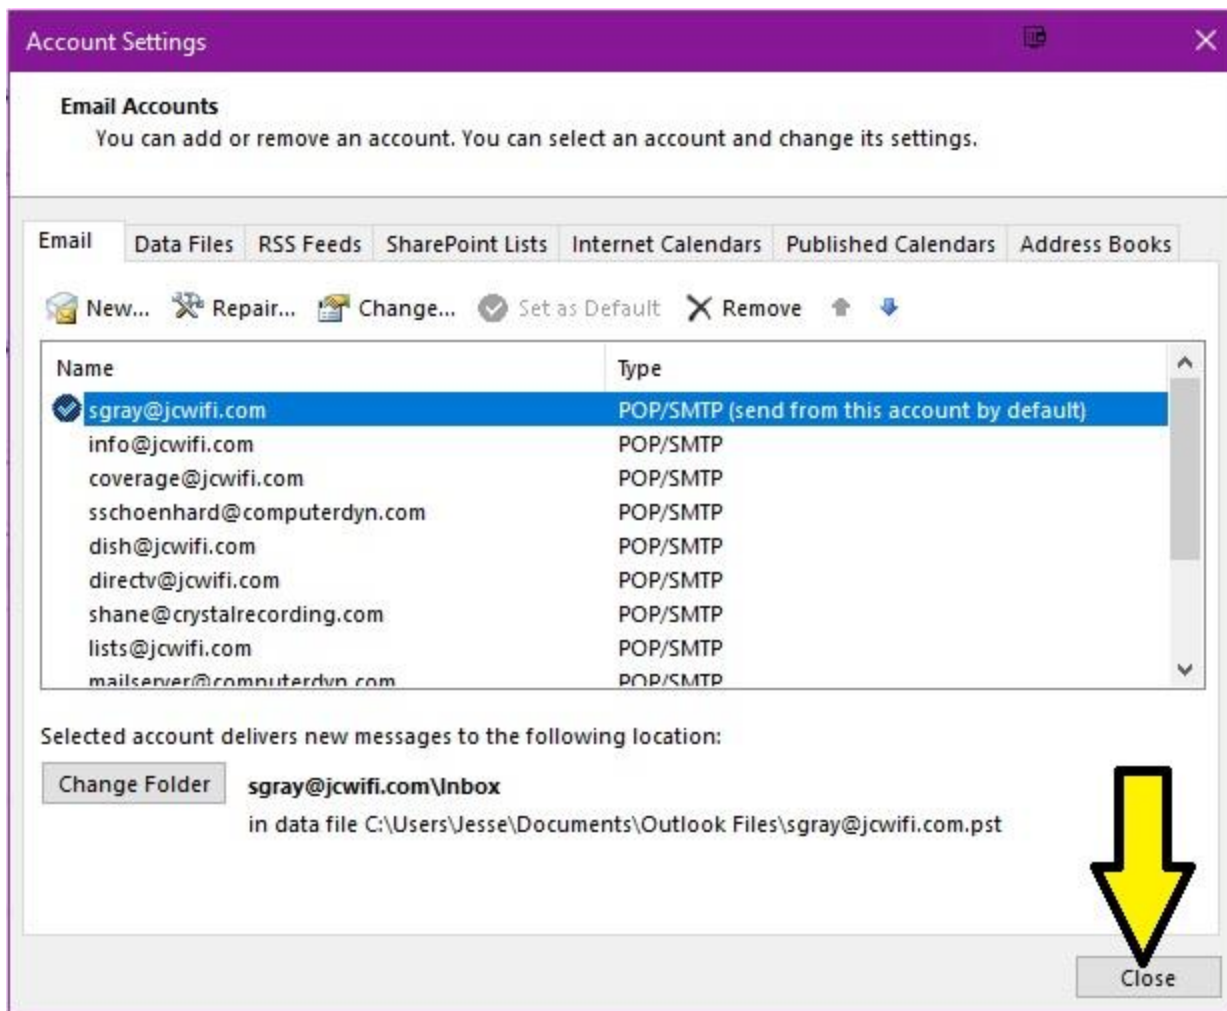 Account Settings
Email Accounts
You can add or remove an account. You can select an account and change its settings.
Email Data Files RSS Feeds SharePoint Lists Internet Calendars Published Calendars Address Books
New... Repair... Change... Set as Default Remove
Name Type
sgray@jcwifi.com POP/SMTP (send from this account by default)
info@jcwifi.com POP/SMTP
coverage@jcwifi.com POP/SMTP
sschoenhard@computerdyn.com POP/SMTP
dish@jcwifi.com POP/SMTP
directv@jcwifi.com POP/SMTP
shane@crystalrecording.com POP/SMTP
lists@jcwifi.com POP/SMTP
mailserver@computerdyn.com POP/SMTP
Selected account delivers new messages to the following location:
Change Folder sgray@jcwifi.com\Inbox
in data file C:\Users\Jesse\Documents\Outlook Files\sgray@jcwifi.com.pst
Close